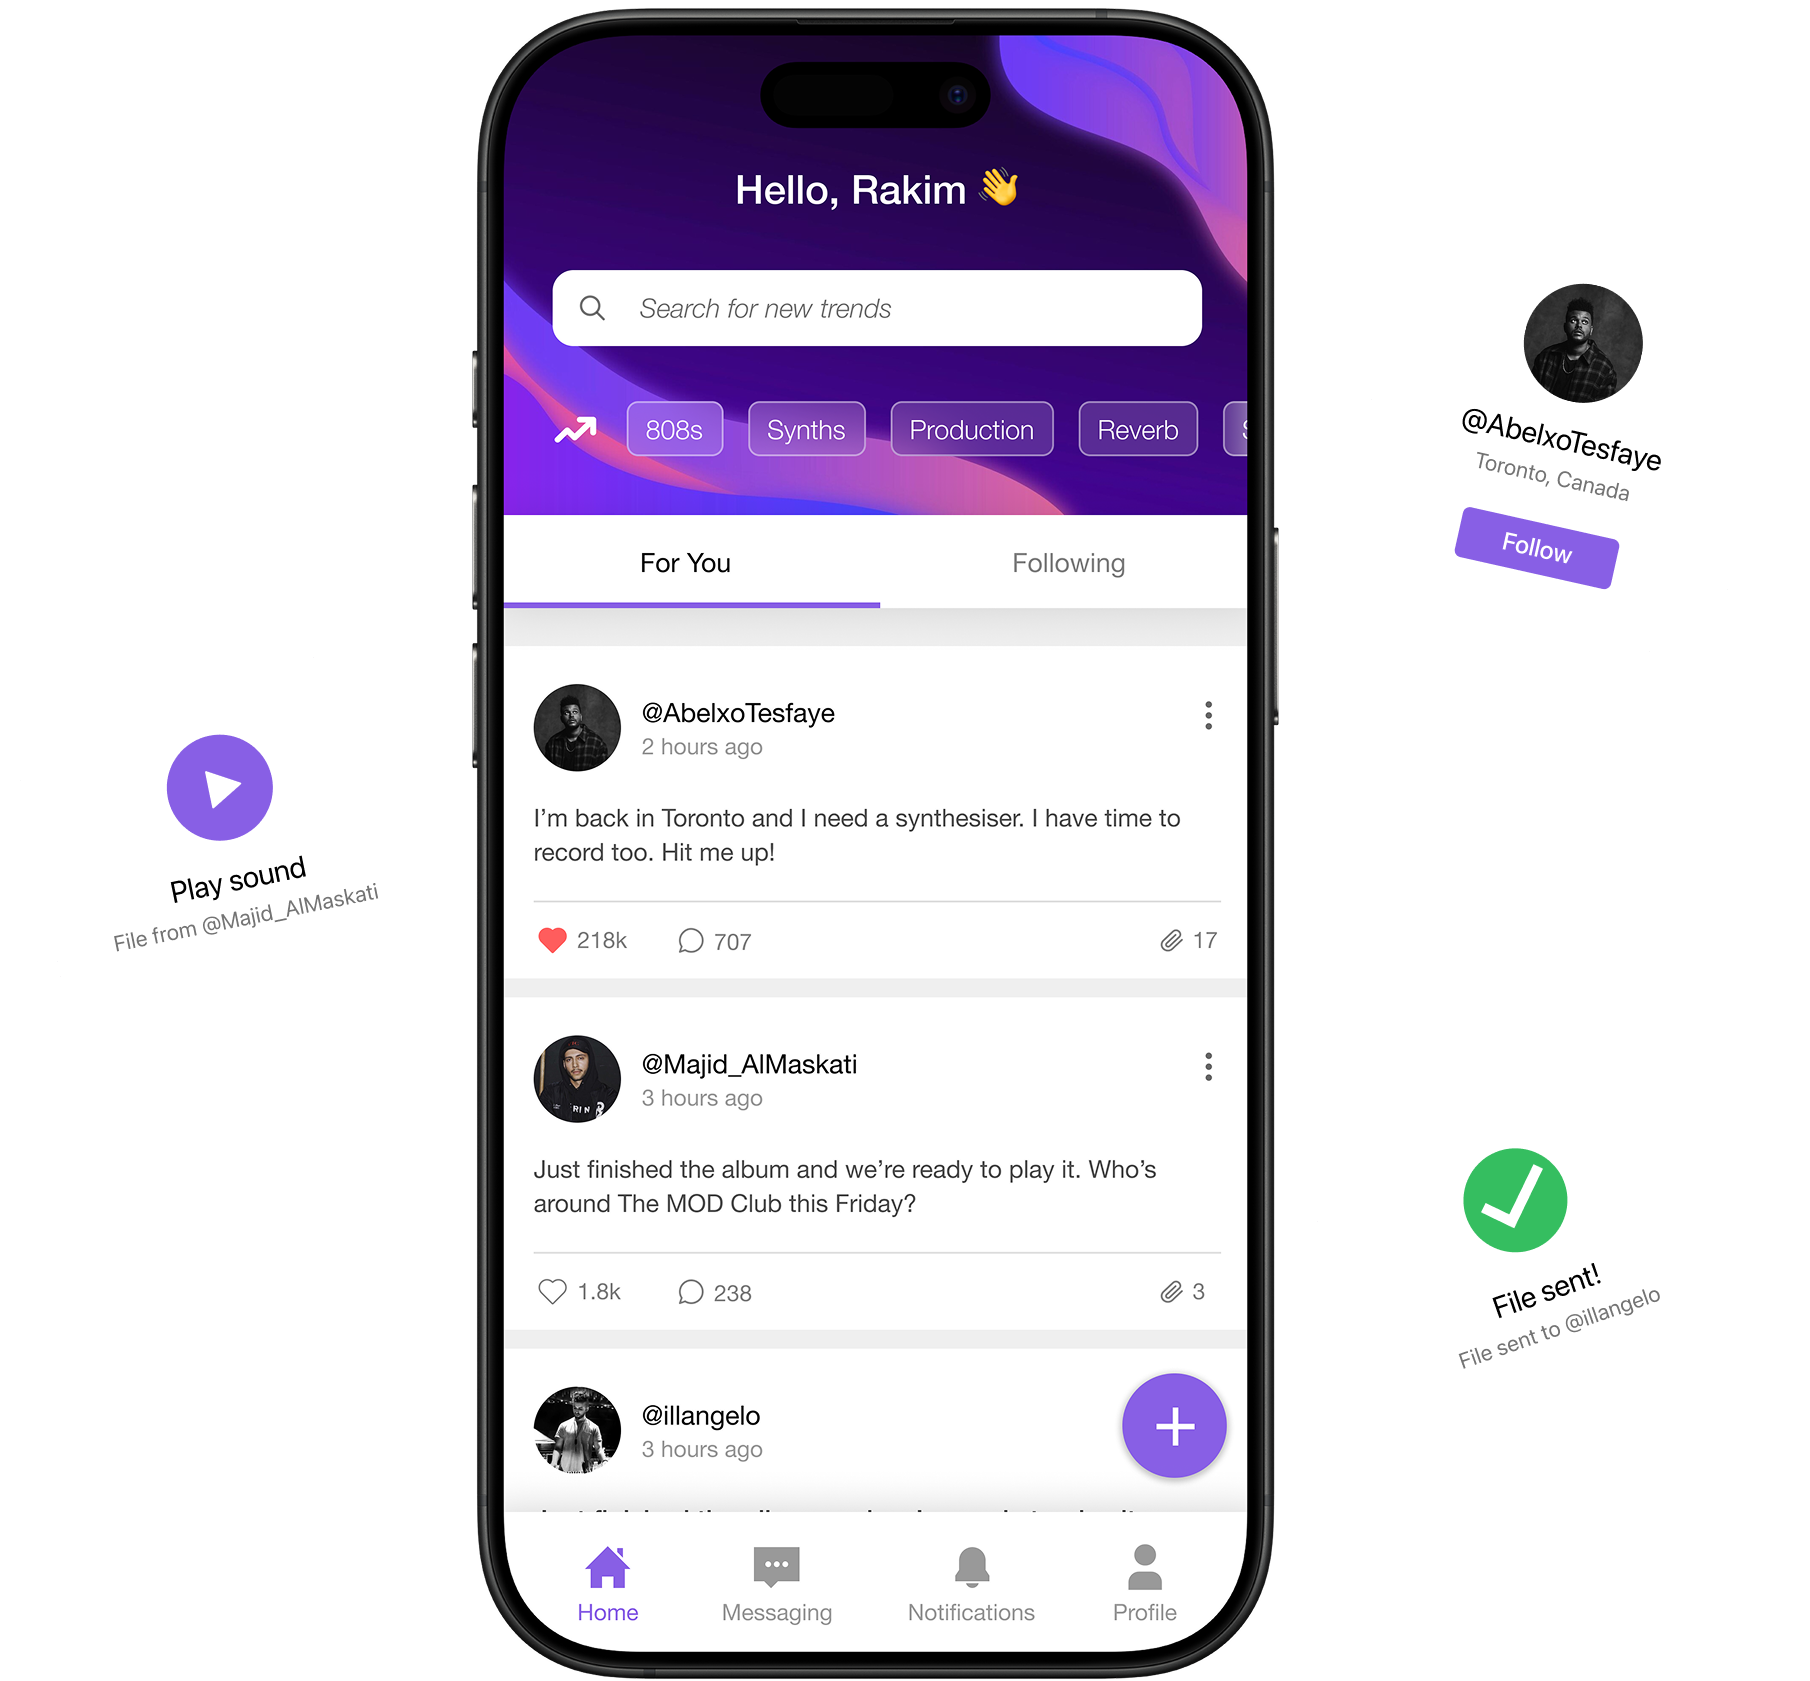 Hello, Rakim 👋
Search for new trends
808s
Synths
Production
Reverb
For You
Following
@AbelxoTesfaye
2 hours ago
I’m back in Toronto and I need a synthesiser. I have time to
record too. Hit me up!
218k
707
17
@Majid_AlMaskati
3 hours ago
Just finished the album and we’re ready to play it. Who’s
around The MOD Club this Friday?
1.8k
238
3
@illangelo
3 hours ago
Home
Messaging
Notifications
Profile
Play sound
File from @Majid_AlMaskati
@AbelxoTesfaye
Toronto, Canada
Follow
File sent!
File sent to @illangelo